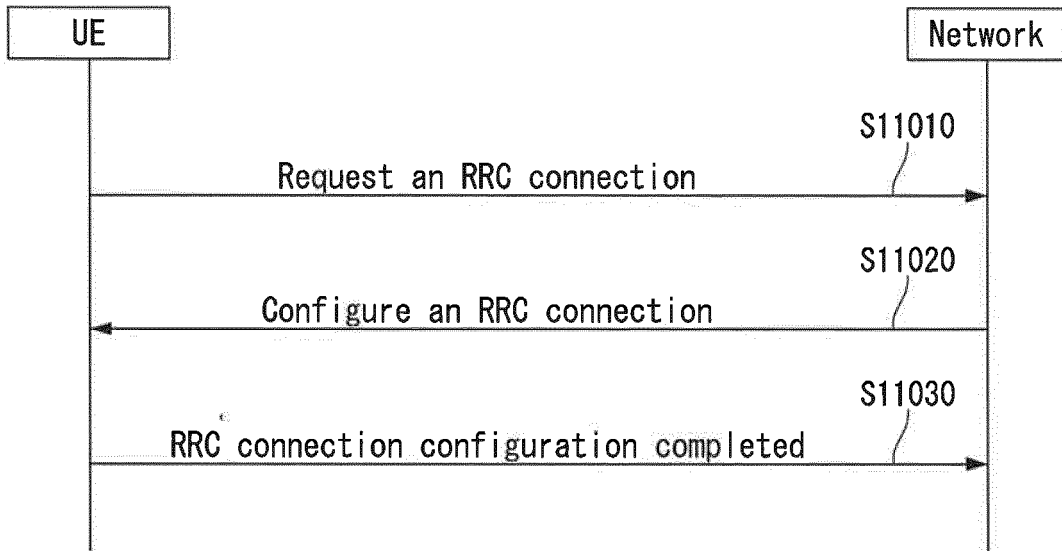 UE
Network
S11010
Request an RRC connection
S11020
Configure an RRC connection
S11030
RRC connection configuration completed